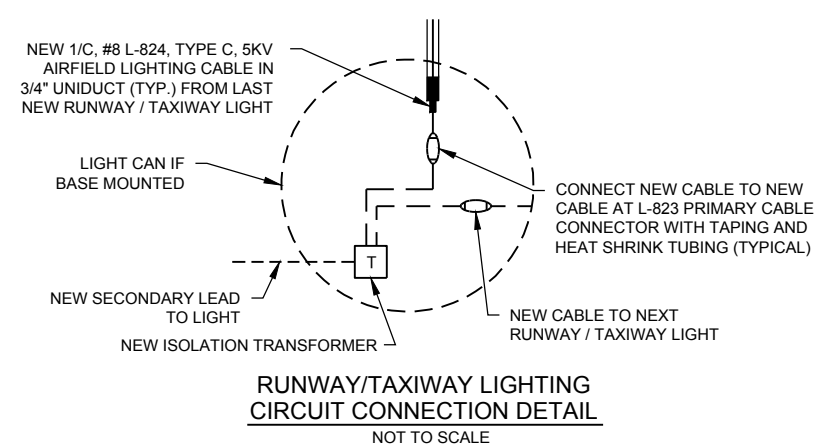 NEW 1/C, #8 L-824, TYPE C, 5KV
AIRFIELD LIGHTING CABLE IN
3/4" UNIDUCT (TYP.) FROM LAST
NEW RUNWAY / TAXIWAY LIGHT
LIGHT CAN IF
BASE MOUNTED
CONNECT NEW CABLE TO NEW
CABLE AT L-823 PRIMARY CABLE
CONNECTOR WITH TAPING AND
HEAT SHRINK TUBING (TYPICAL)
T
NEW SECONDARY LEAD
TO LIGHT
NEW CABLE TO NEXT
RUNWAY / TAXIWAY LIGHT
NEW ISOLATION TRANSFORMER
RUNWAY/TAXIWAY LIGHTING
CIRCUIT CONNECTION DETAIL
NOT TO SCALE